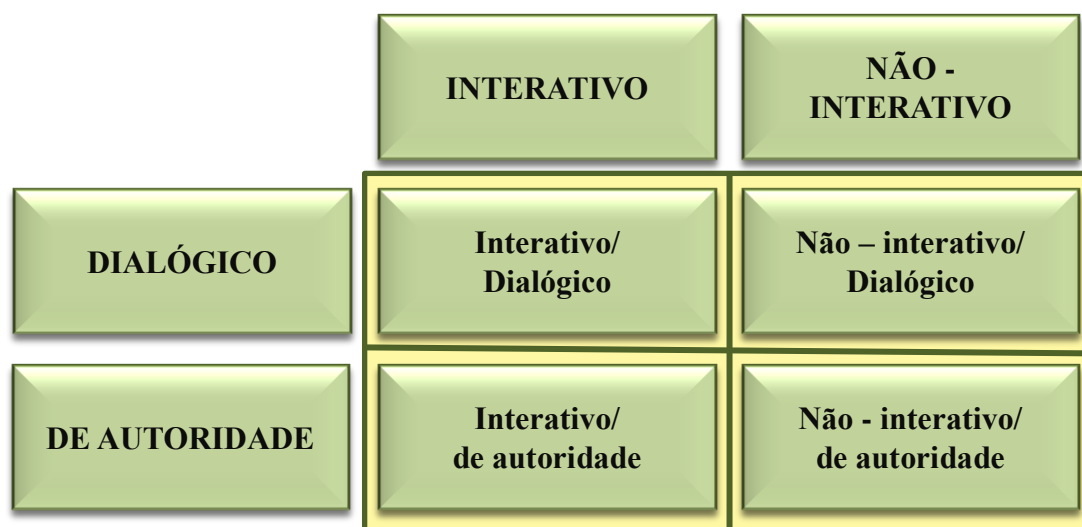 INTERATIVO
NÃO -
INTERATIVO
DIALÓGICO
Interativo/
Dialógico
Não – interativo/
Dialógico
DE AUTORIDADE
Interativo/
de autoridade
Não - interativo/
de autoridade